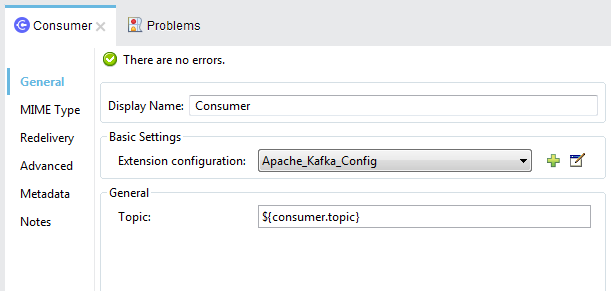 Consumer
Problems
There are no errors.
General
MIME Type
Redelivery
Advanced
Metadata
Notes
Display Name: Consumer
Basic Settings
Extension configuration: Apache_Kafka_Config
General
Topic: ${consumer.topic}